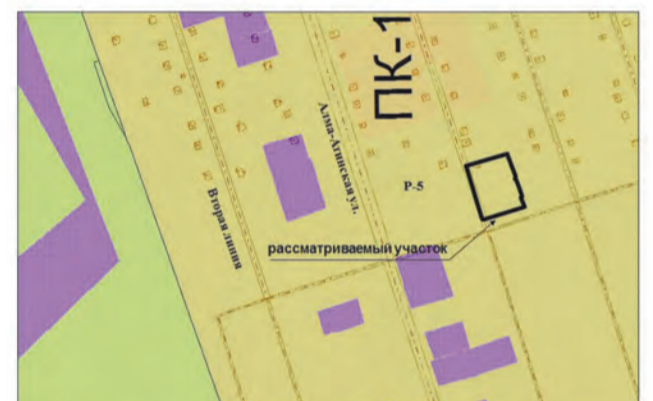 ПК-1
Алма-Атинская ул.
Р-5
Вторая линия
рассматриваемый участок